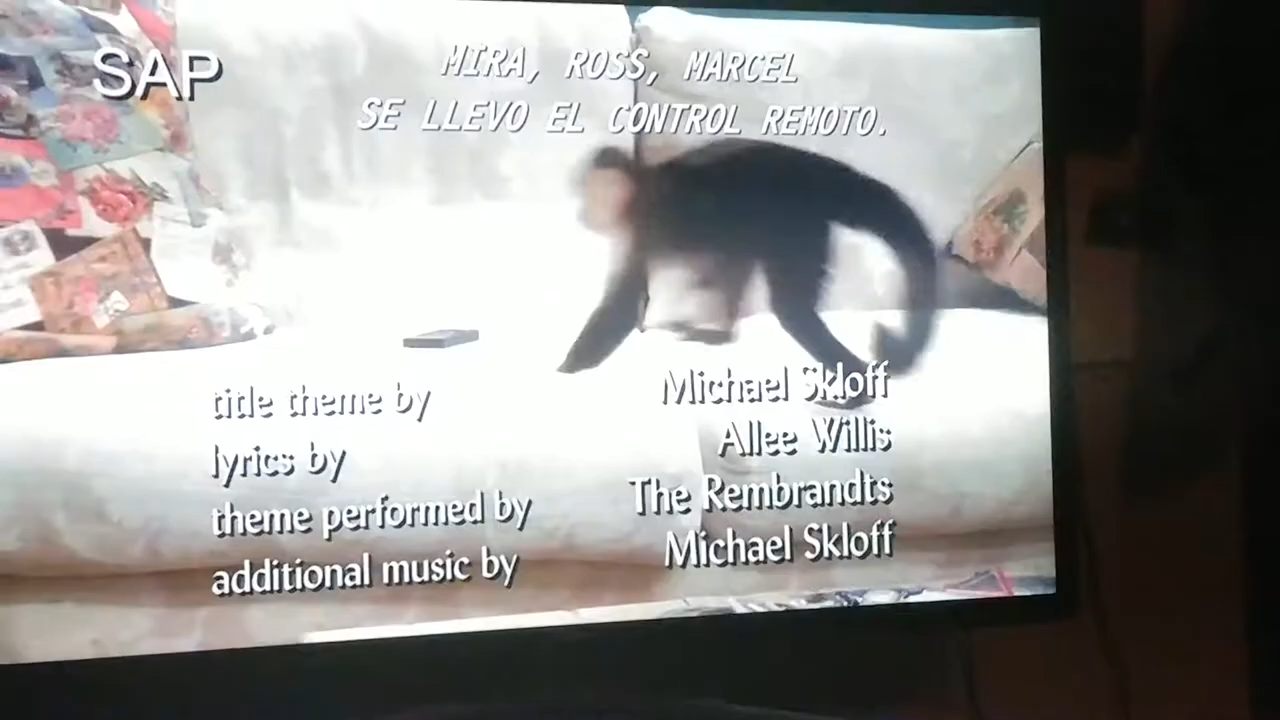 SAP
MIRA, ROSS, MARCEL
SE LLEVO EL CONTROL REMOTO.
title theme by Michael Skloff
lyrics by Allee Willis
theme performed by The Rembrandts
additional music by Michael Skloff